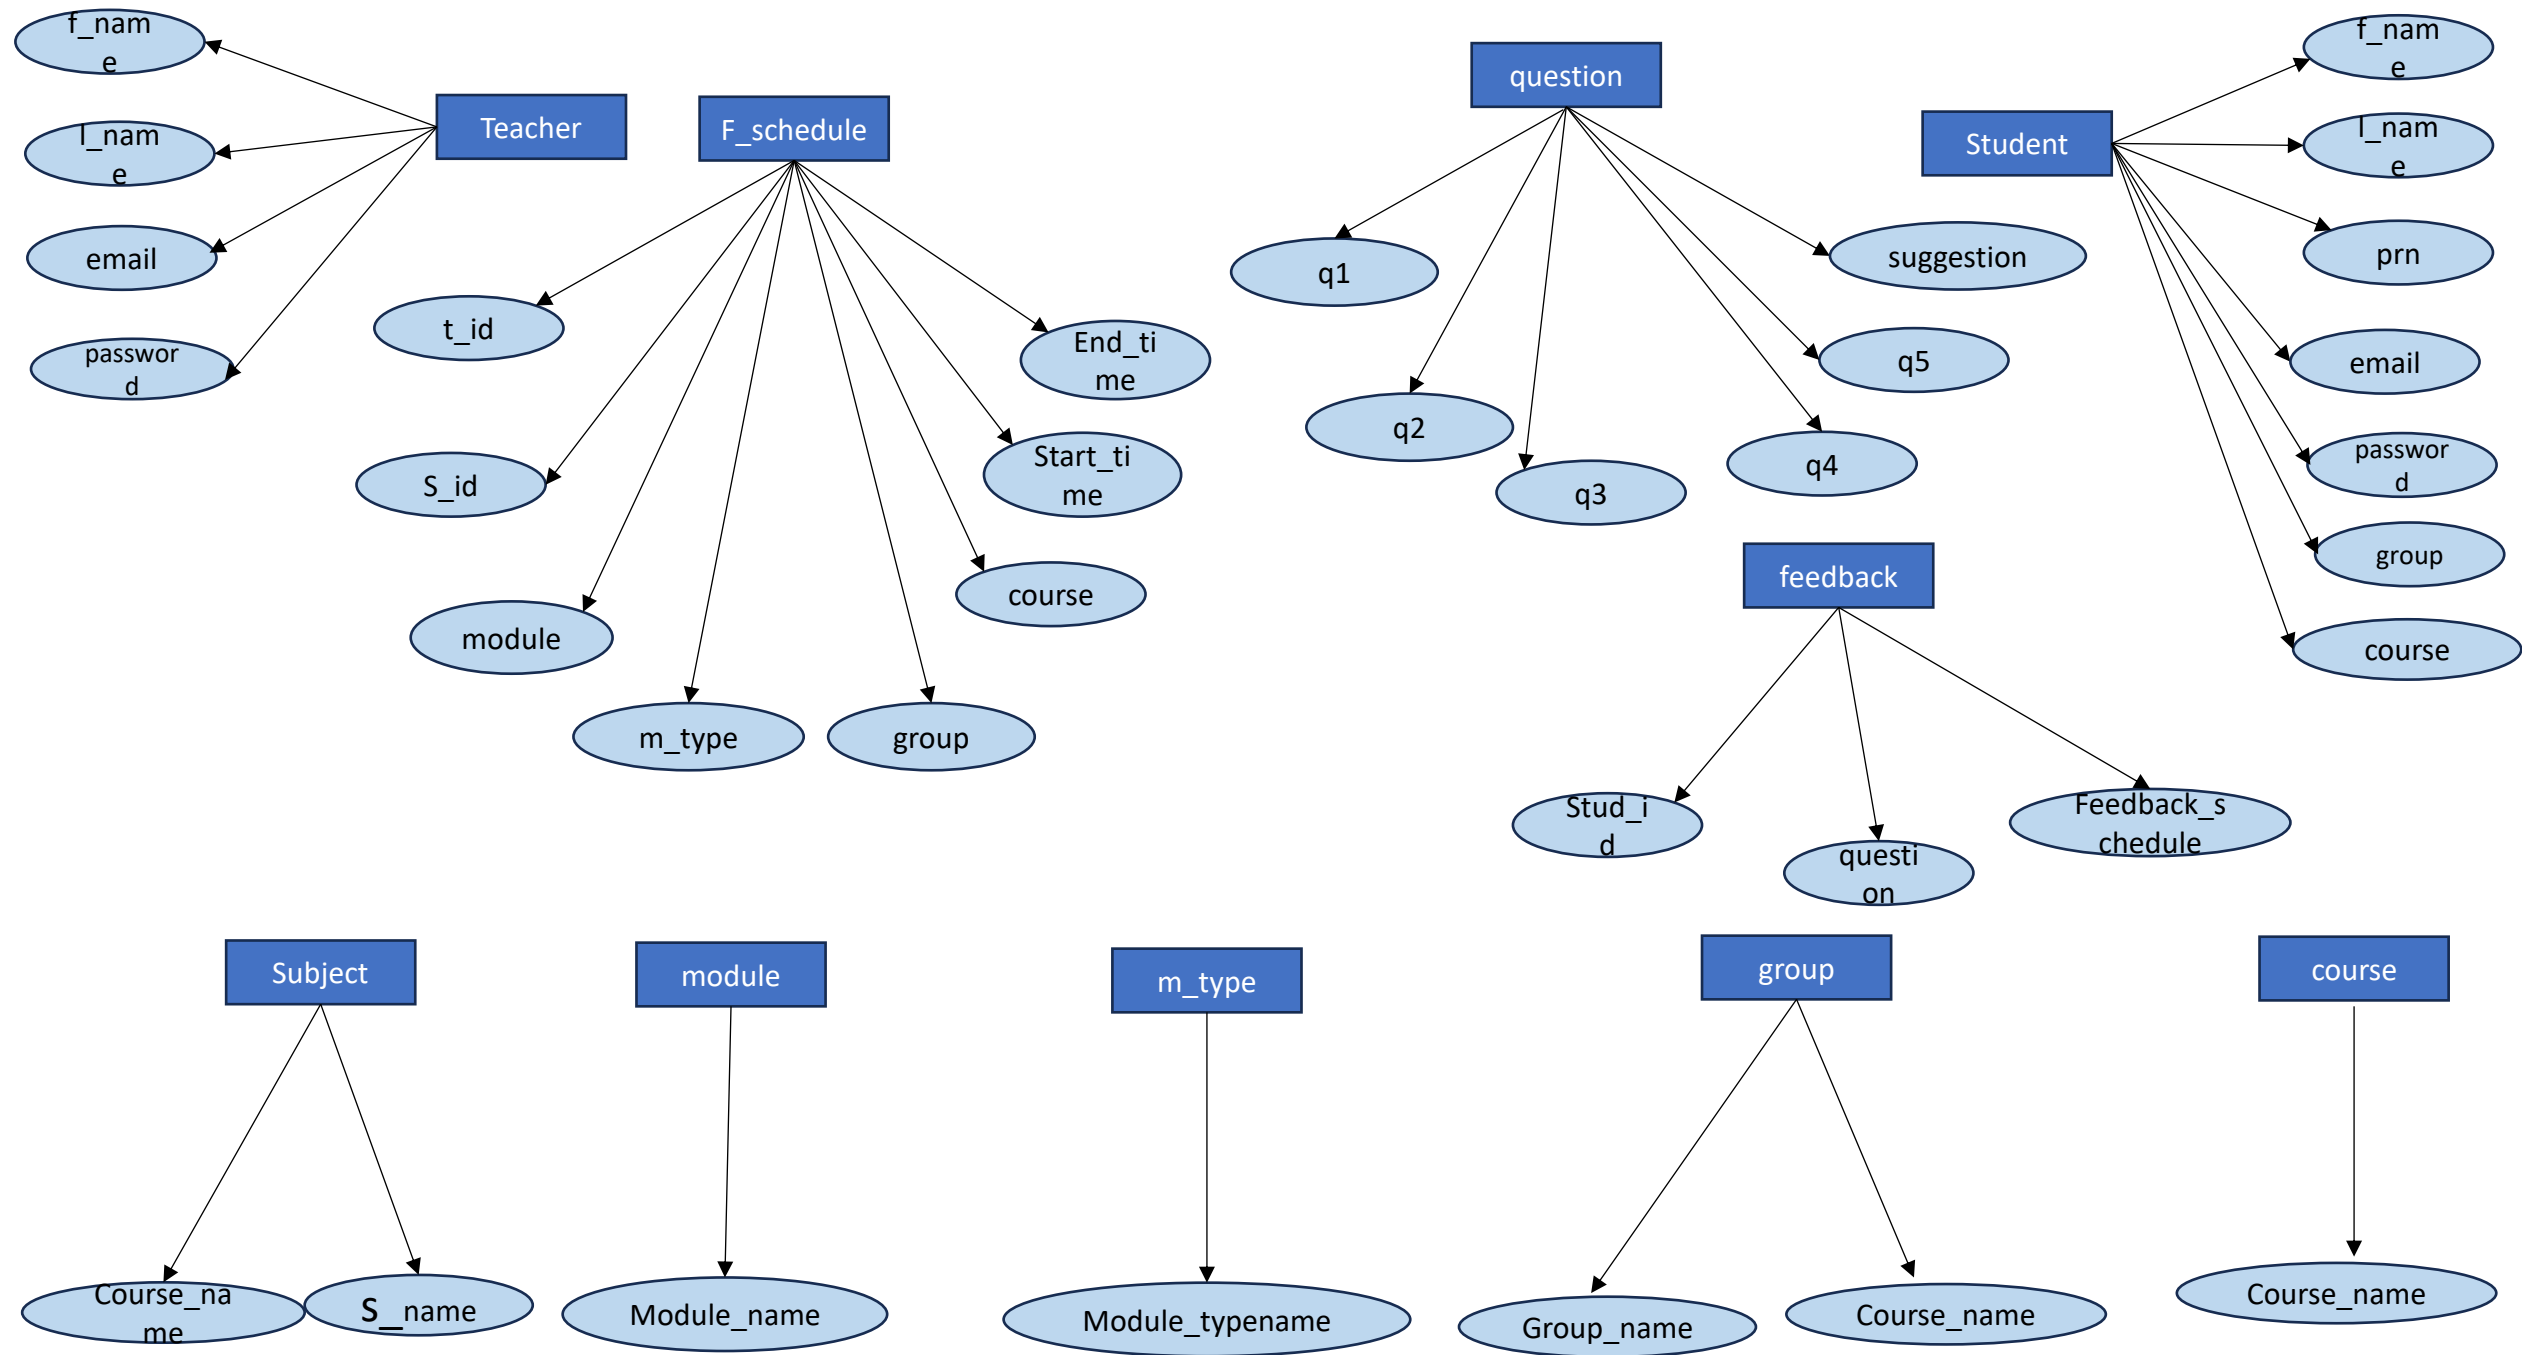 f_nam
e
l_nam
e
email
passwor
d
Teacher
F_schedule
t_id
S_id
module
m_type
group
course
Start_ti
me
End_ti
me
question
q1
q2
q3
q4
q5
suggestion
Student
f_nam
e
l_nam
e
prn
email
passwor
d
group
course
feedback
Stud_i
d
questi
on
Feedback_s
chedule
Subject
Course_na
me
S_name
module
Module_name
m_type
Module_typename
group
Group_name
Course_name
course
Course_name